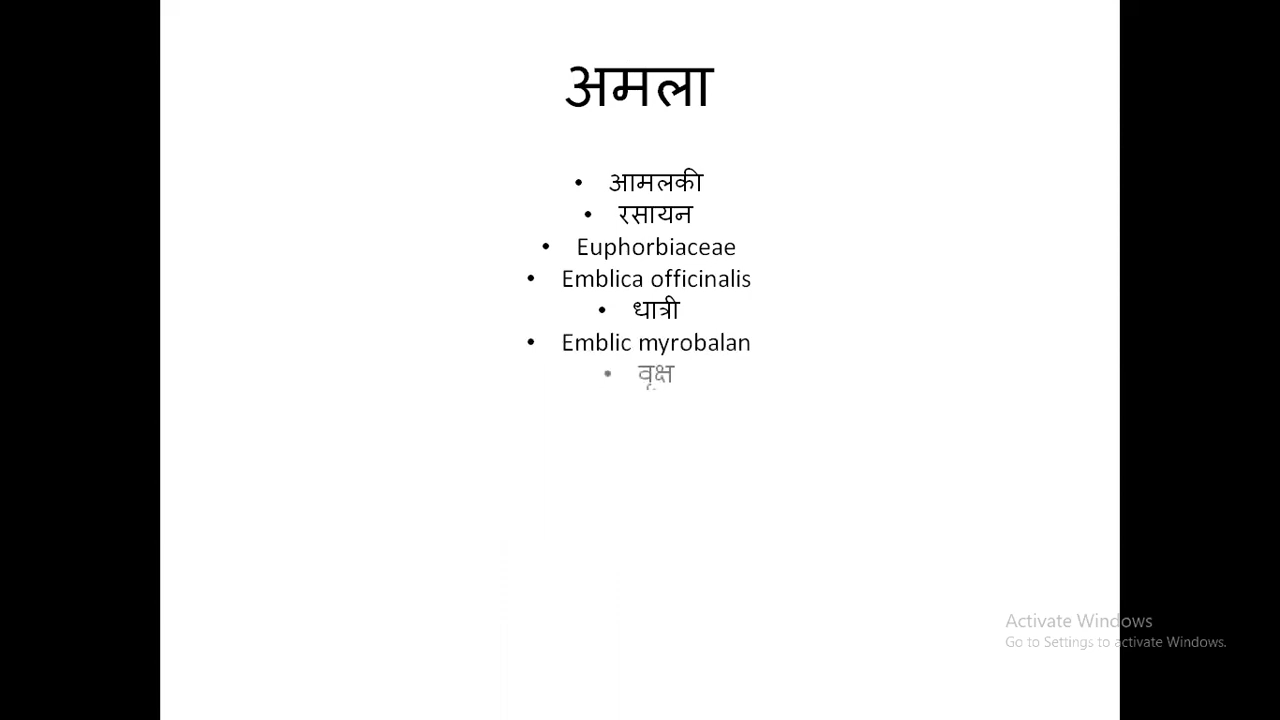 अमला
• आमलकी
• रसायन
• Euphorbiaceae
• Emblica officinalis
• धात्री
• Emblic myrobalan
• वृक्ष
Activate Windows
Go to Settings to activate Windows.